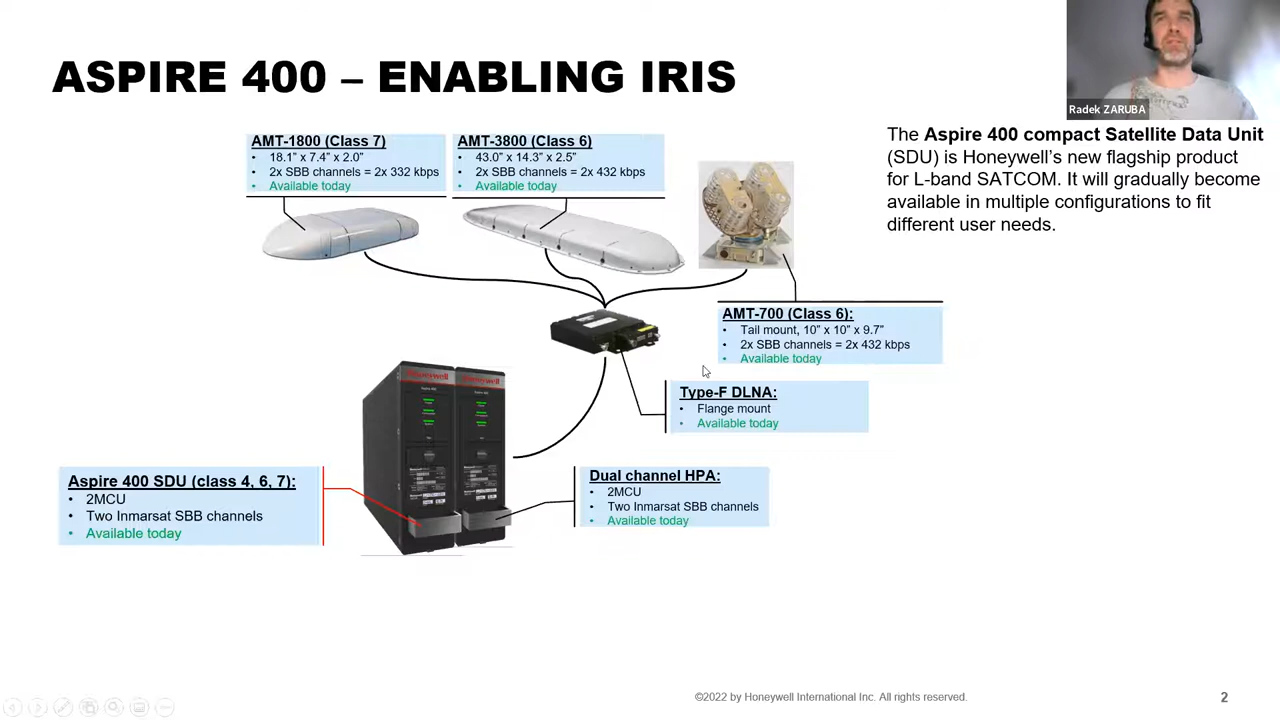 ASPIRE 400 – ENABLING IRIS
Radek ZARUBA
AMT-1800 (Class 7)
• 18.1” x 7.4” x 2.0”
• 2x SBB channels = 2x 332 kbps
• Available today
AMT-3800 (Class 6)
• 43.0” x 14.3” x 2.5”
• 2x SBB channels = 2x 432 kbps
• Available today
The Aspire 400 compact Satellite Data Unit
(SDU) is Honeywell’s new flagship product
for L-band SATCOM. It will gradually become
available in multiple configurations to fit
different user needs.
AMT-700 (Class 6):
• Tail mount, 10” x 10” x 9.7”
• 2x SBB channels = 2x 432 kbps
• Available today
Type-F DLNA:
• Flange mount
• Available today
Honeywell
Honeywell
Aspire 400 SDU (class 4, 6, 7):
• 2MCU
• Two Inmarsat SBB channels
• Available today
Dual channel HPA:
• 2MCU
• Two Inmarsat SBB channels
• Available today
©2022 by Honeywell International Inc. All rights reserved.
2